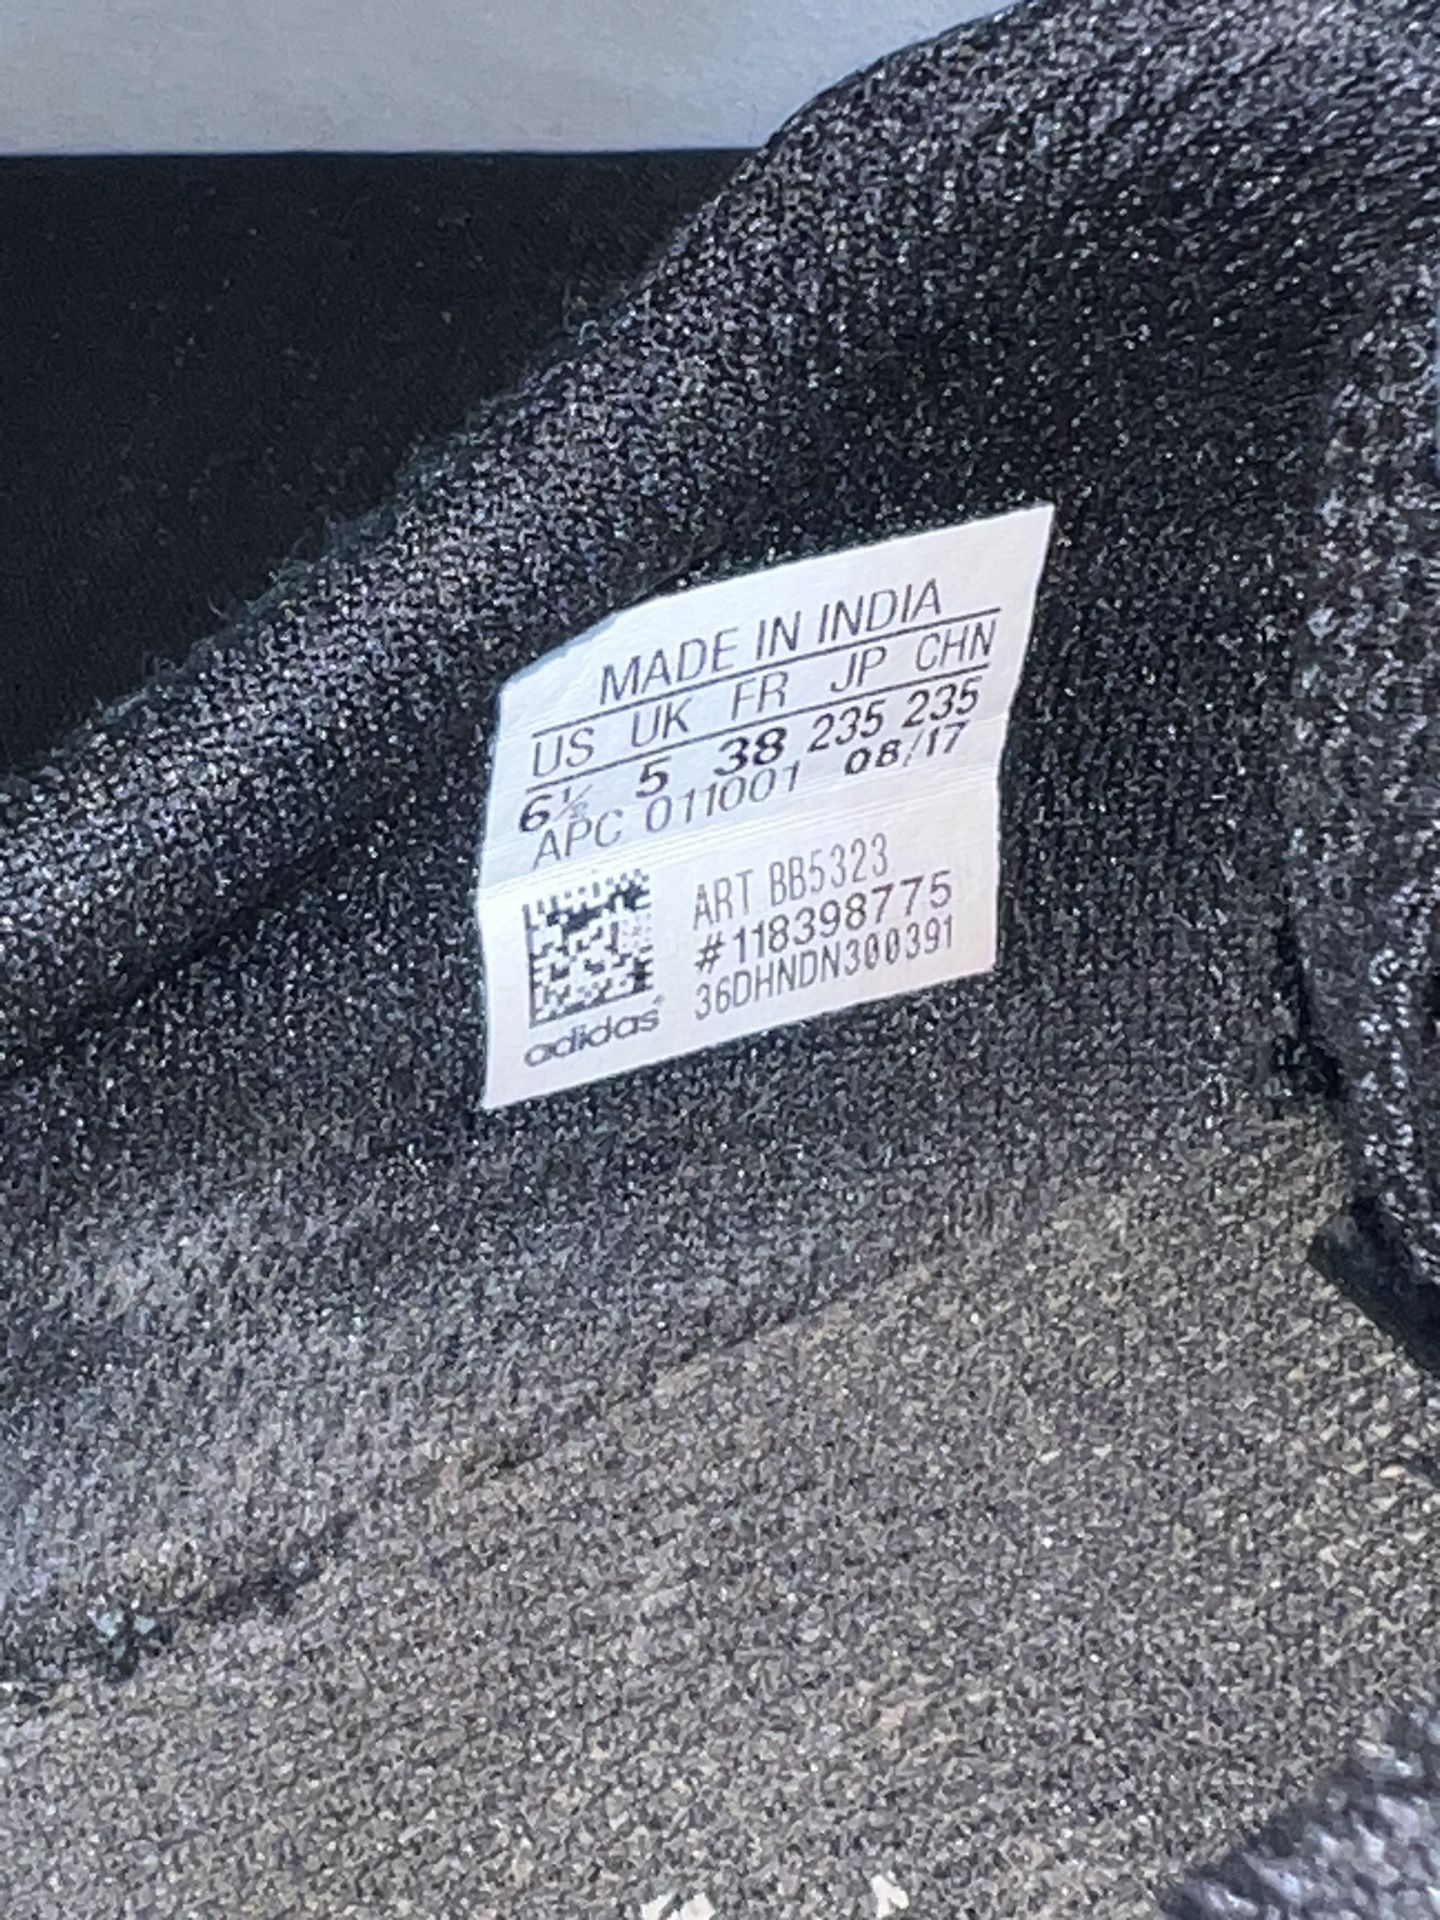 MADE IN INDIA
US UK FR JP CHN
6½ 5 38 235 235
APC 011001 08/17
ART BB5323
#118398775
36DHNDN300391
adidas®